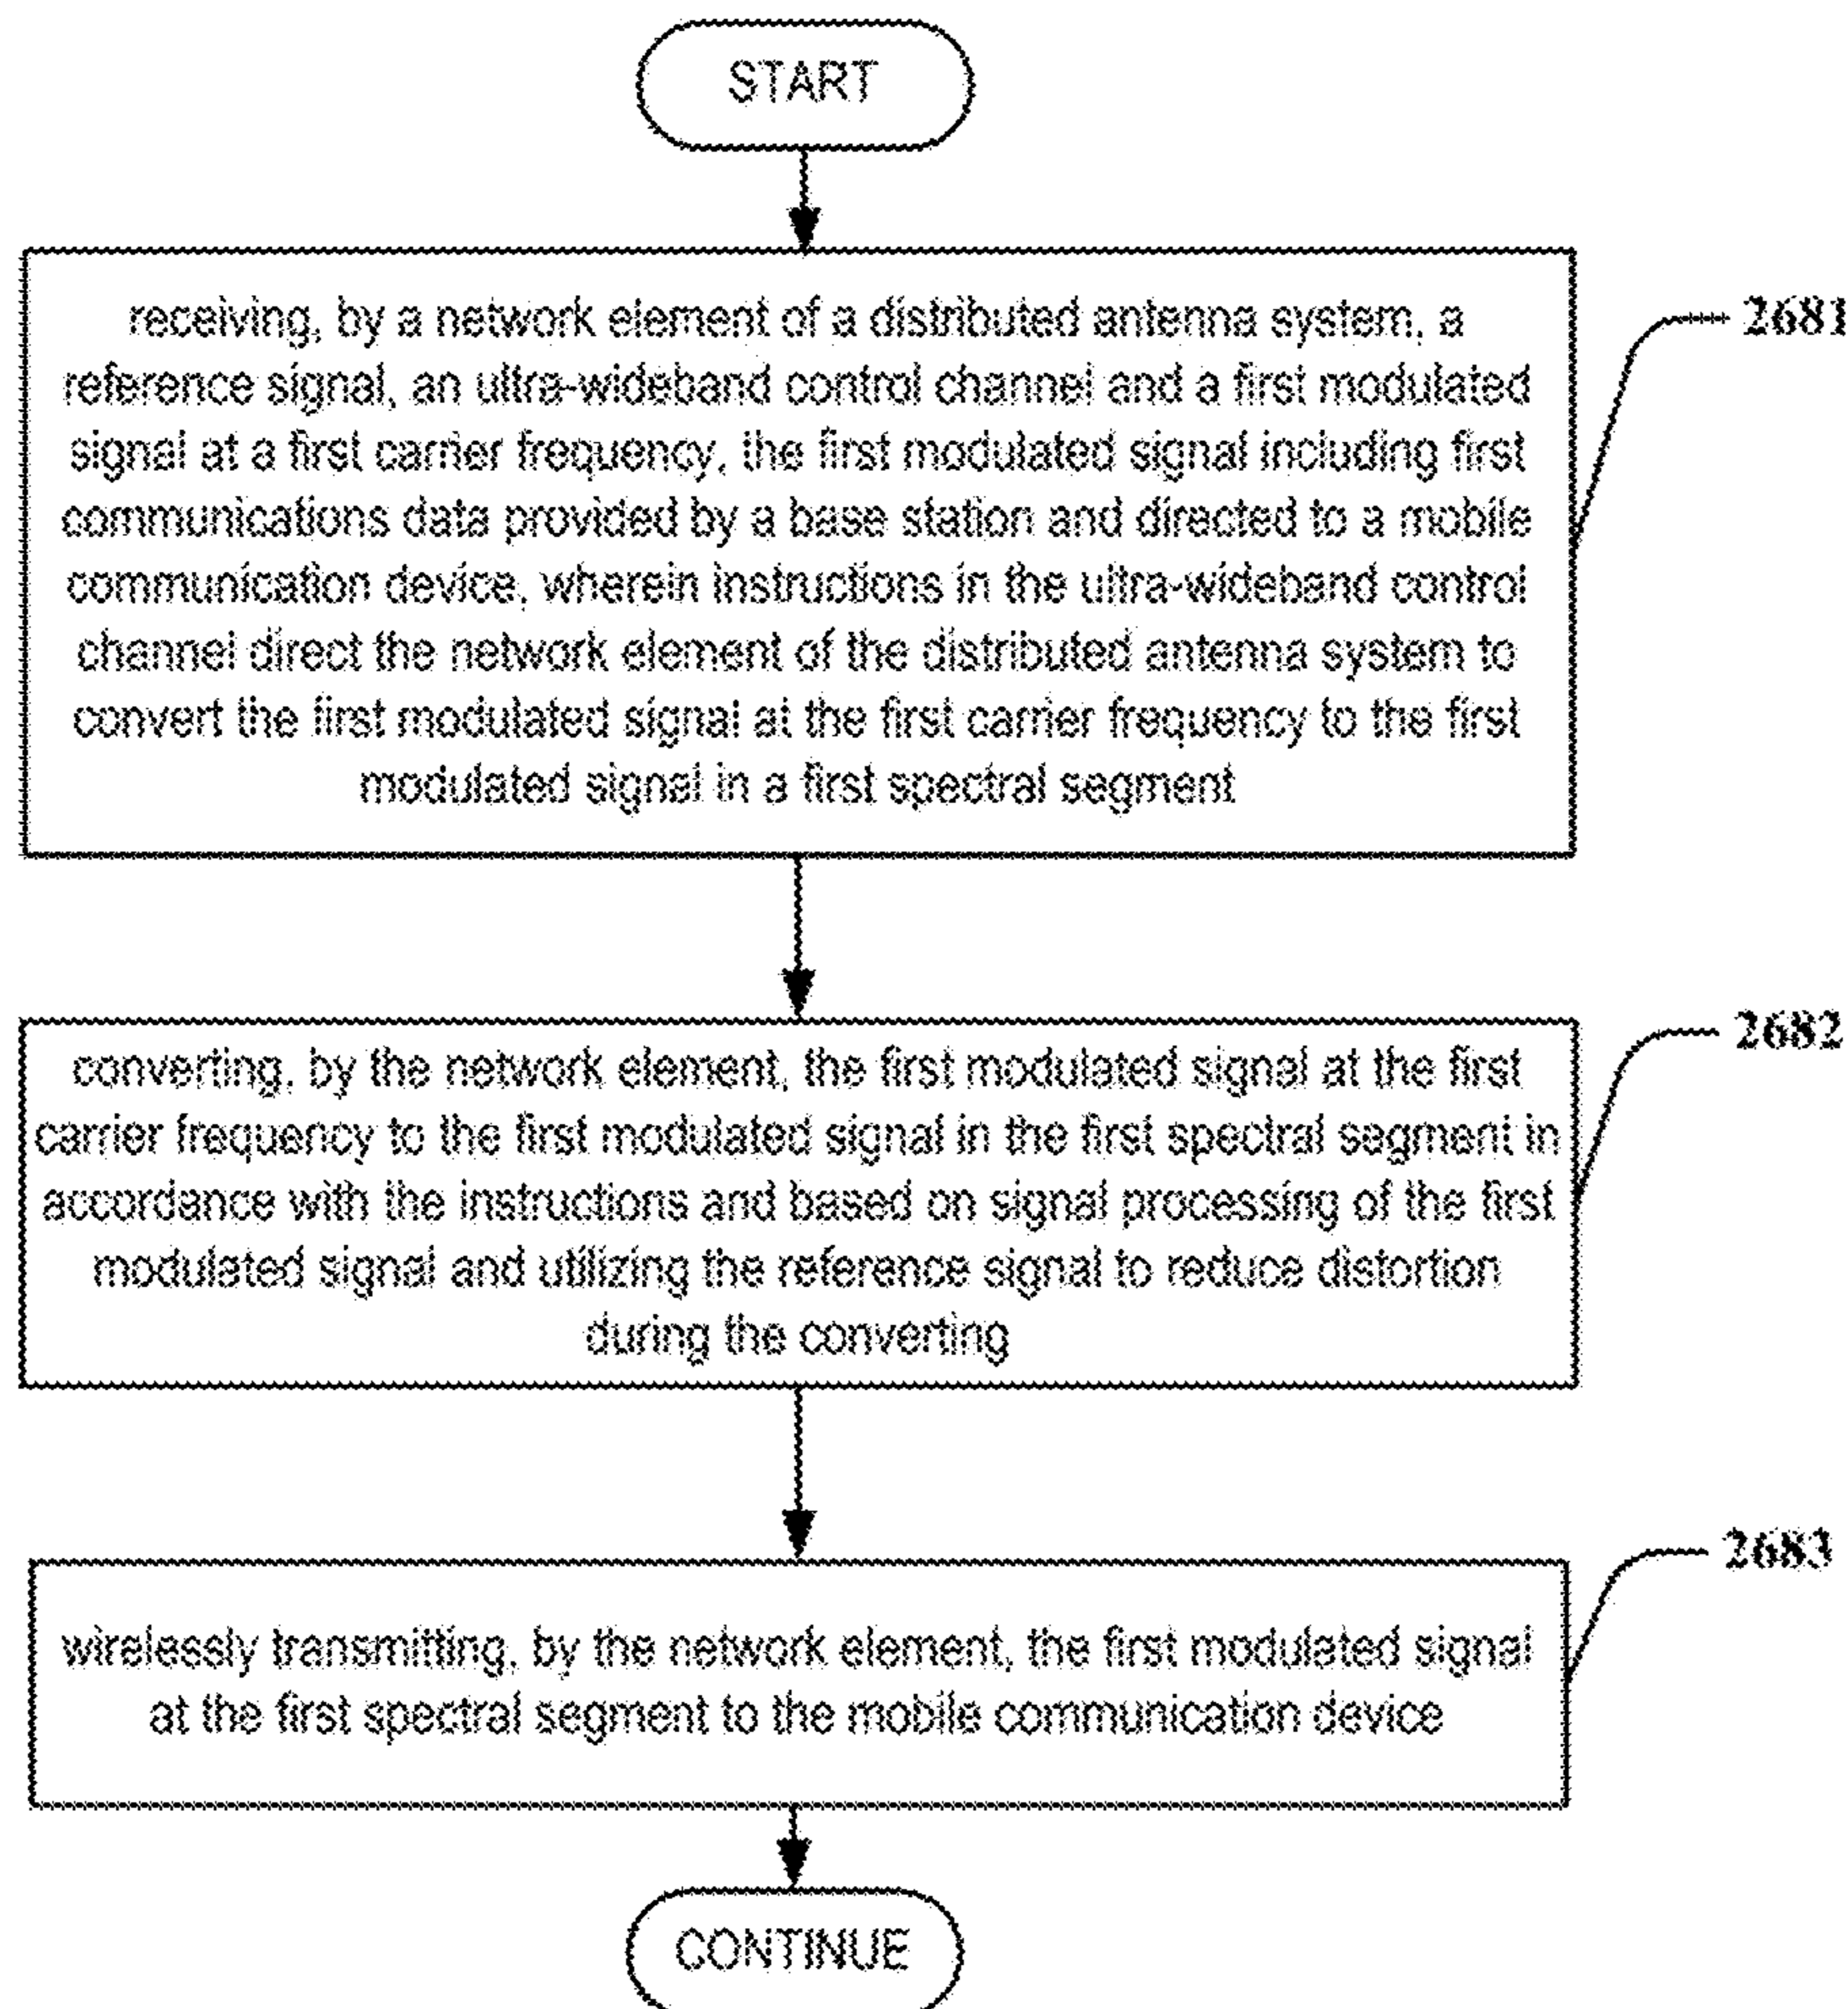 START
receiving, by a network element of a distributed antenna system, a
reference signal, an ultra-wideband control channel and a first modulated
signal at a first carrier frequency, the first modulated signal including first
communications data provided by a base station and directed to a mobile
communication device, wherein instructions in the ultra-wideband control
channel direct the network element of the distributed antenna system to
convert the first modulated signal at the first carrier frequency to the first
modulated signal in a first spectral segment
2681
converting, by the network element, the first modulated signal at the first
carrier frequency to the first modulated signal in the first spectral segment in
accordance with the instructions and based on signal processing of the first
modulated signal and utilizing the reference signal to reduce distortion
during the converting
2682
wirelessly transmitting, by the network element, the first modulated signal
at the first spectral segment to the mobile communication device
2683
CONTINUE